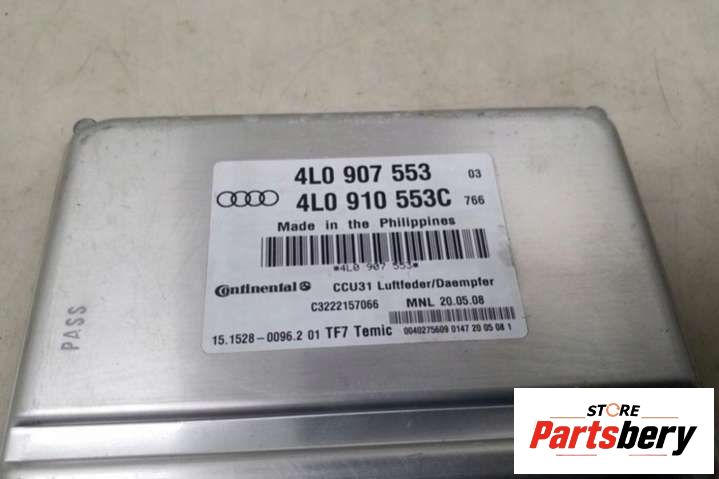 4L0 907 553 03
4L0 910 553C 766
Made in the Philippines
*4L0 907 553*
Continental CCU31 Luftfeder/Daempfer
C3222157066 MNL 20.05.08
15.1528-0096.2 01 TF7 Temic 0040275609 0147 20 05 08 1
PASS
STORE
Partsbery